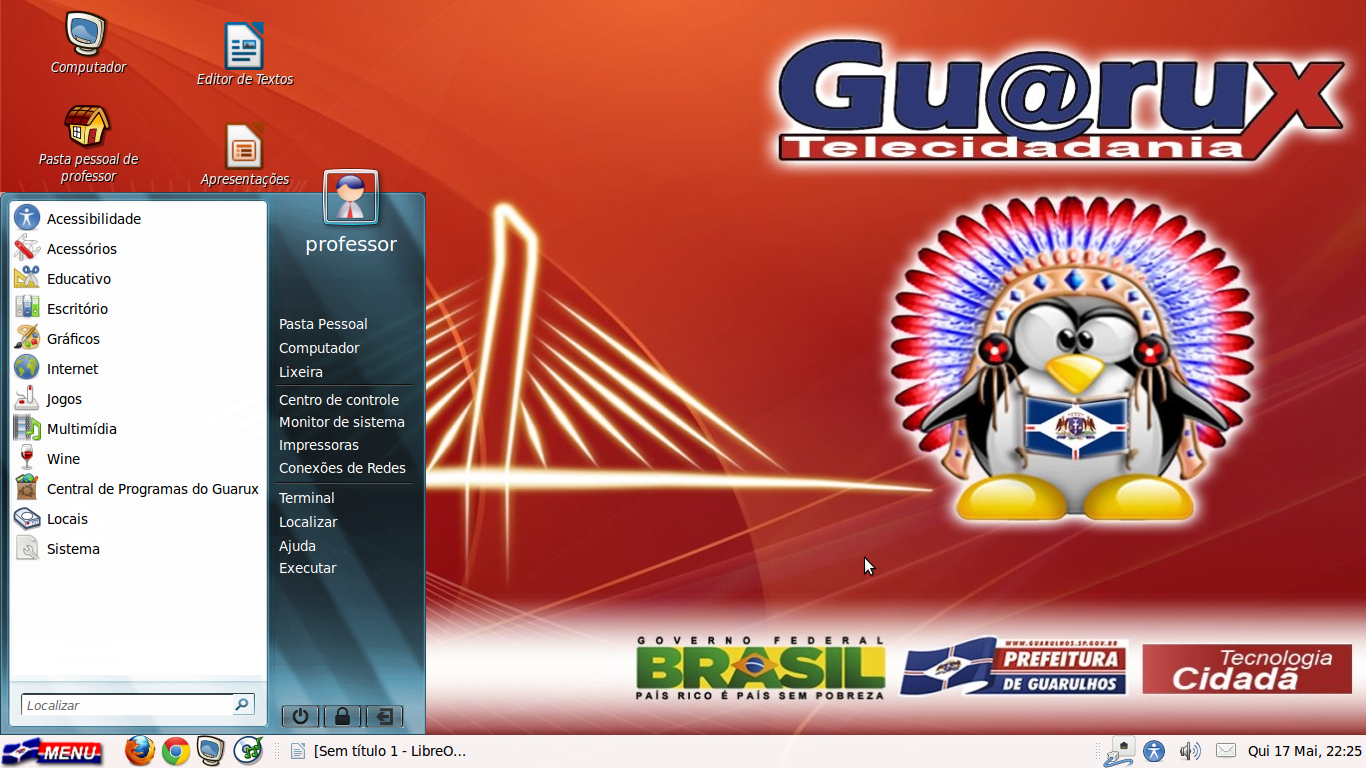 Computador
Editor de Textos
Pasta pessoal de
professor
Apresentações
Gu@rux
Telecidadania
professor
Acessibilidade
Acessórios
Educativo
Escritório
Gráficos
Internet
Jogos
Multimídia
Wine
Central de Programas do Guarux
Locais
Sistema
Localizar
Pasta Pessoal
Computador
Lixeira
Centro de controle
Monitor de sistema
Impressoras
Conexões de Redes
Terminal
Localizar
Ajuda
Executar
GOVERNO FEDERAL
BRASIL
PAÍS RICO É PAÍS SEM POBREZA
WWW.GUARULHOS.SP.GOV.BR
PREFEITURA
DE GUARULHOS
Tecnologia
Cidadã
MENU
[Sem título 1 - LibreO...
Qui 17 Mai, 22:25